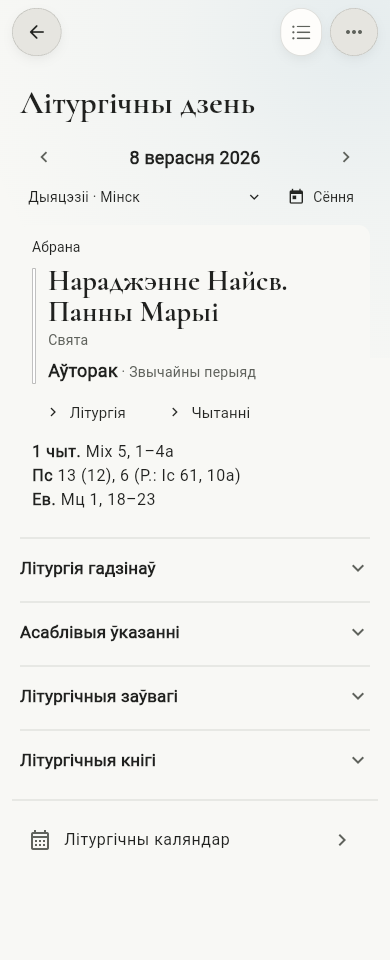 Літургічны дзень
8 верасня 2026
Дыяцэзіі · Мінск
Сёння
Абрана
Нараджэнне Найсв.
Панны Марыі
Свята
Аўторак · Звычайны перыяд
Літургія
Чытанні
1 чыт. Міх 5, 1–4a
Пс 13 (12), 6 (Р.: Іс 61, 10a)
Ев. Мц 1, 18–23
Літургія гадзінаў
Асаблівыя ўказанні
Літургічныя заўвагі
Літургічныя кнігі
Літургічны каляндар